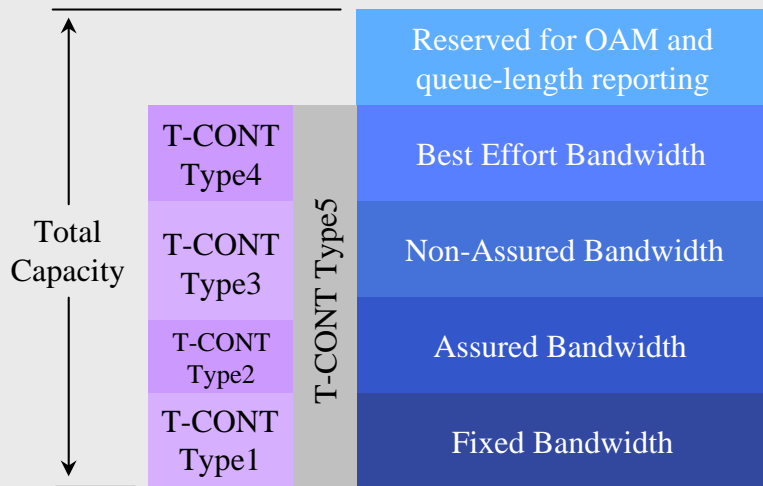 Total
Capacity
T-CONT
Type4
T-CONT
Type3
T-CONT
Type2
T-CONT
Type1
T-CONT Type5
Reserved for OAM and
queue-length reporting
Best Effort Bandwidth
Non-Assured Bandwidth
Assured Bandwidth
Fixed Bandwidth